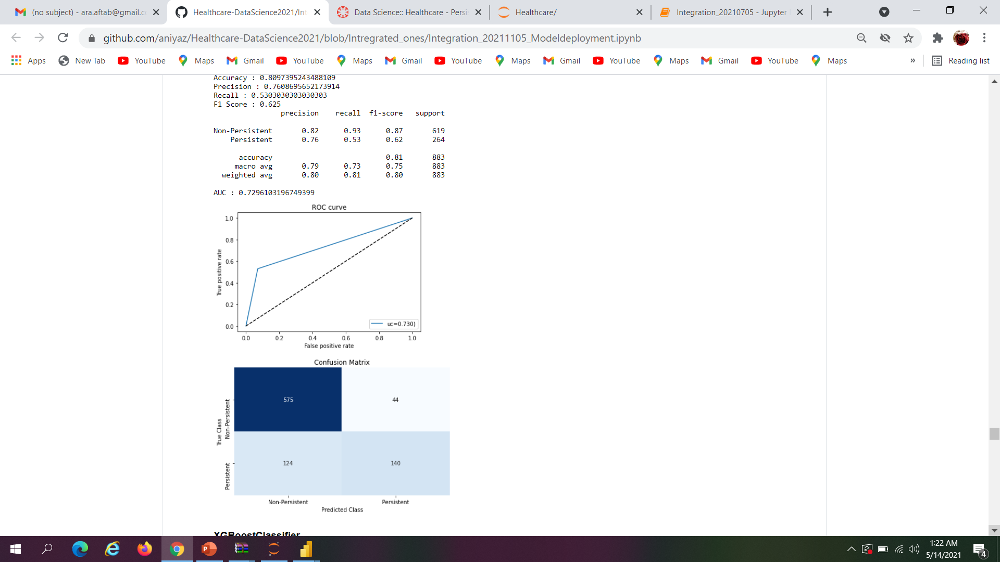 (no subject) - ara.aftab@gmail.c
Healthcare-DataScience2021/Int
Data Science:: Healthcare - Persi
Healthcare/
Integration_20210705 - Jupyter
github.com/aniyaz/Healthcare-DataScience2021/blob/Intregrated_ones/Integration_20211105_Modeldeployment.ipynb
Apps New Tab YouTube Maps Gmail YouTube Maps Gmail YouTube Maps Gmail YouTube Maps Gmail YouTube Maps » Reading list
Accuracy : 0.8097395243488109
Precision : 0.7608695652173914
Recall : 0.5303030303030303
F1 Score : 0.625
precision recall f1-score support
Non-Persistent 0.82 0.93 0.87 619
Persistent 0.76 0.53 0.62 264
accuracy 0.81 883
macro avg 0.79 0.73 0.75 883
weighted avg 0.80 0.81 0.80 883
AUC : 0.7296103196749399
ROC curve
1.0
0.8
0.6
0.4
0.2
0.0
True positive rate
uc=0.730)
0.0 0.2 0.4 0.6 0.8 1.0
False positive rate
Confusion Matrix
575 44
124 140
True Class
Non-Persistent
Persistent
Non-Persistent Persistent
Predicted Class
XGBoostClassifier
1:22 AM
5/14/2021
4